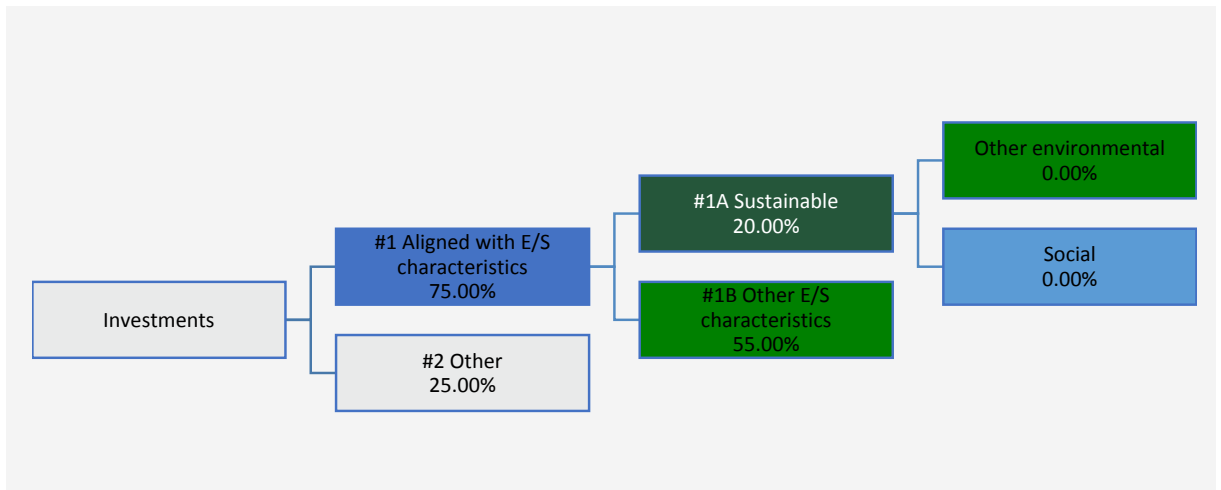 Investments
#1 Aligned with E/S
characteristics
75.00%
#2 Other
25.00%
#1A Sustainable
20.00%
#1B Other E/S
characteristics
55.00%
Other environmental
0.00%
Social
0.00%